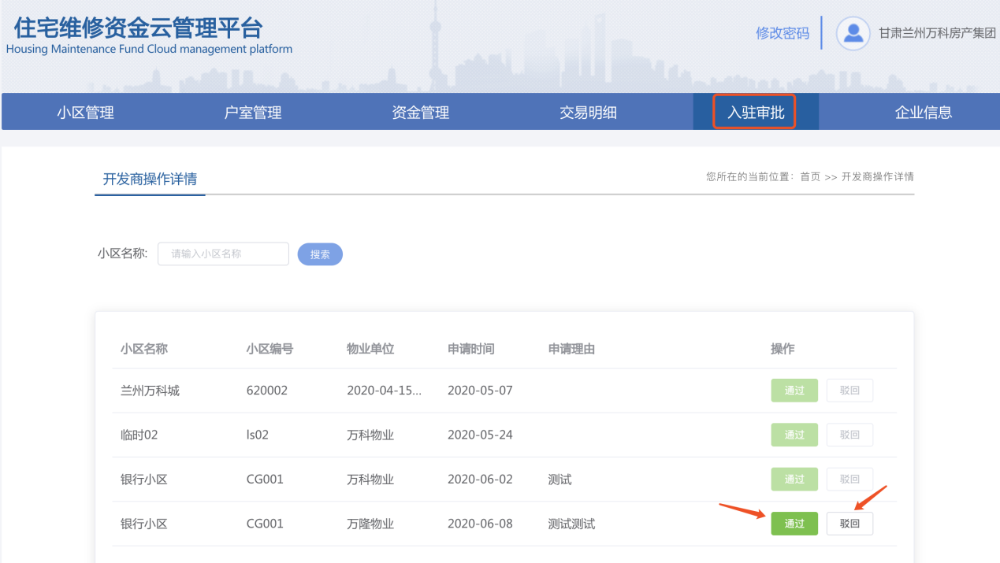 住宅维修资金云管理平台
Housing Maintenance Fund Cloud management platform
修改密码
甘肃兰州万科房产集团
小区管理 户室管理 资金管理 交易明细 入驻审批 企业信息
开发商操作详情
您所在的当前位置：首页 >> 开发商操作详情
小区名称: 请输入小区名称 搜索
小区名称 小区编号 物业单位 申请时间 申请理由 操作
兰州万科城 620002 2020-04-15... 2020-05-07 通过 驳回
临时02 ls02 万科物业 2020-05-24 通过 驳回
银行小区 CG001 万科物业 2020-06-02 测试 通过 驳回
银行小区 CG001 万隆物业 2020-06-08 测试测试 通过 驳回